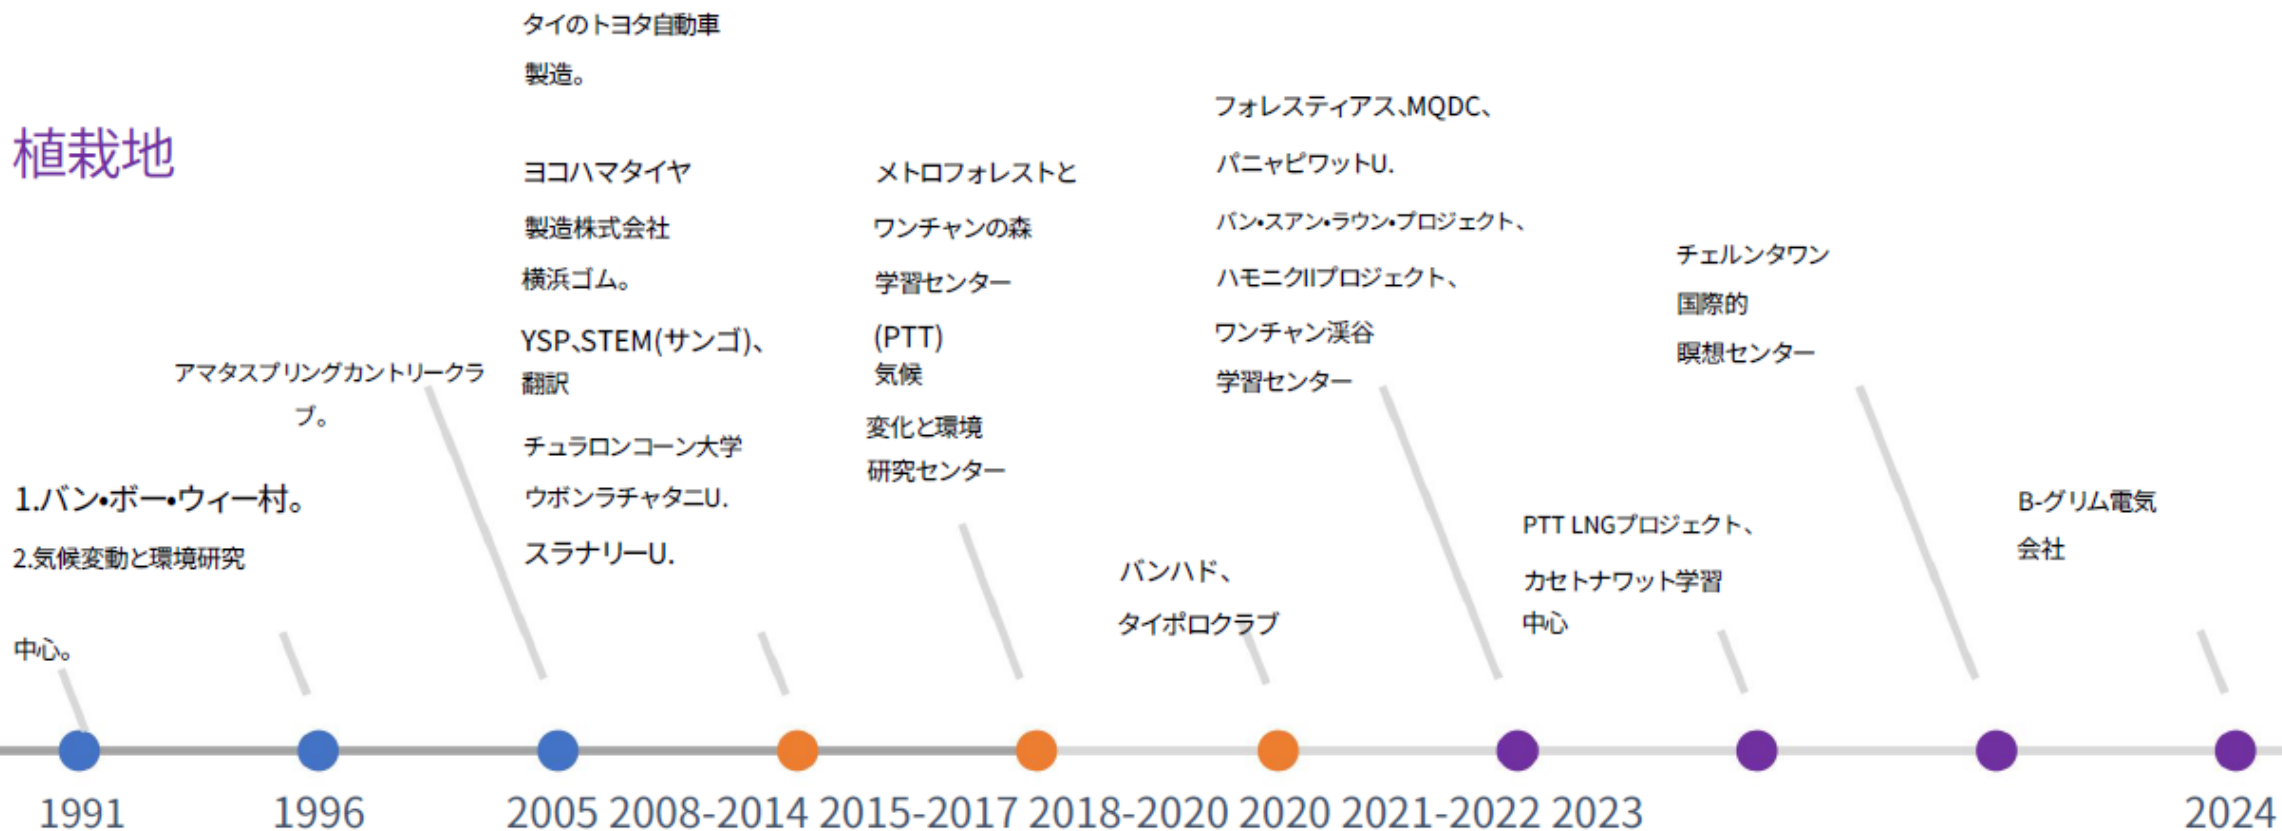 植栽地
1.バン•ボー•ウィー村。
2.気候変動と環境研究
中心。
アマタスプリングカントリークラ
ブ。
タイのトヨタ自動車
製造。
ヨコハマタイヤ
製造株式会社
横浜ゴム。
YSP、STEM(サンゴ)、
翻訳
チュラロンコーン大学
ウボンラチャタニU.
スラナリーU.
メトロフォレストと
ワンチャンの森
学習センター
(PTT)
気候
変化と環境
研究センター
バンハド、
タイポロクラブ
フォレスティアス、MQDC、
パニャピワットU.
バン•スアン•ラウン•プロジェクト、
ハモニクIIプロジェクト、
ワンチャン渓谷
学習センター
PTT LNGプロジェクト、
カセトナワット学習
中心
チェルンタワン
国際的
瞑想センター
B-グリム電気
会社
1991 1996 2005 2008-2014 2015-2017 2018-2020 2020 2021-2022 2023 2024